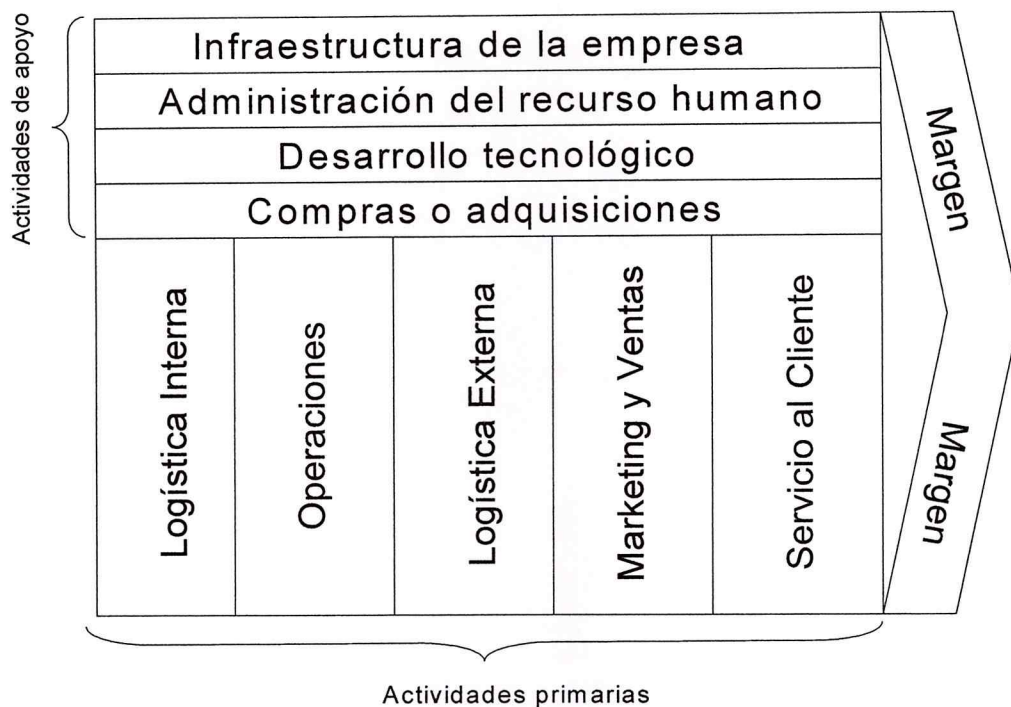 Actividades de apoyo
Infraestructura de la empresa
Administración del recurso humano
Desarrollo tecnológico
Compras o adquisiciones
Logística Interna
Operaciones
Logística Externa
Marketing y Ventas
Servicio al Cliente
Margen
Margen
Actividades primarias